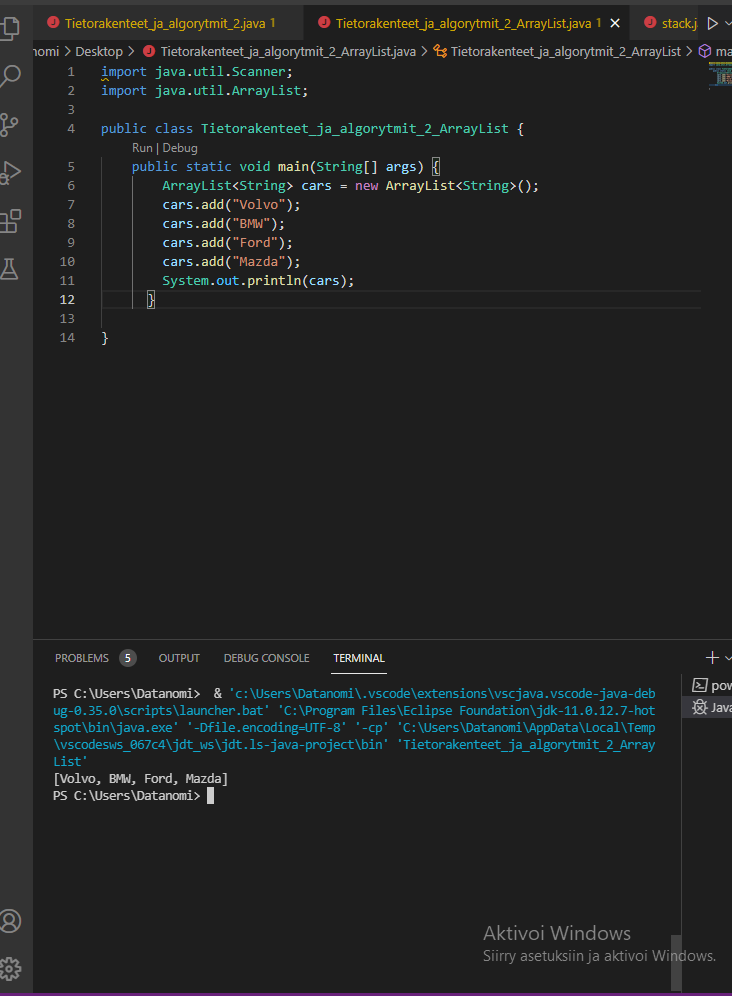 Tietorakenteet_ja_algorytmit_2.java 1
Tietorakenteet_ja_algorytmit_2_ArrayList.java 1
stack.j
nomi > Desktop > Tietorakenteet_ja_algorytmit_2_ArrayList.java > Tietorakenteet_ja_algorytmit_2_ArrayList > ma
1 import java.util.Scanner;
2 import java.util.ArrayList;
3
4 public class Tietorakenteet_ja_algorytmit_2_ArrayList {
Run | Debug
5 public static void main(String[] args) {
6 ArrayList<String> cars = new ArrayList<String>();
7 cars.add("Volvo");
8 cars.add("BMW");
9 cars.add("Ford");
10 cars.add("Mazda");
11 System.out.println(cars);
12 }
13
14 }
PROBLEMS 5 OUTPUT DEBUG CONSOLE TERMINAL
PS C:\Users\Datanomi> & 'c:\Users\Datanomi\.vscode\extensions\vscjava.vscode-java-deb
ug-0.35.0\scripts\launcher.bat' 'C:\Program Files\Eclipse Foundation\jdk-11.0.12.7-hot
spot\bin\java.exe' '-Dfile.encoding=UTF-8' '-cp' 'C:\Users\Datanomi\AppData\Local\Temp
\vscodesws_067c4\jdt_ws\jdt.ls-java-project\bin' 'Tietorakenteet_ja_algorytmit_2_Array
List'
[Volvo, BMW, Ford, Mazda]
PS C:\Users\Datanomi>
pow
Java
Aktivoi Windows
Siirry asetuksiin ja aktivoi Windows.